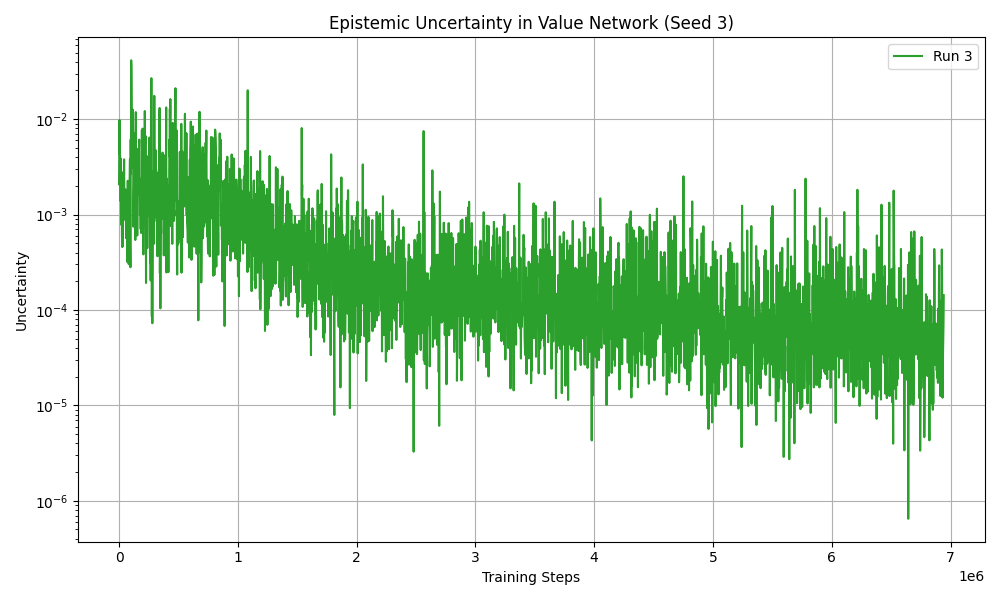 Epistemic Uncertainty in Value Network (Seed 3)
Run 3
Uncertainty
10⁻²
10⁻³
10⁻⁴
10⁻⁵
10⁻⁶
0 1 2 3 4 5 6 7
1e6
Training Steps